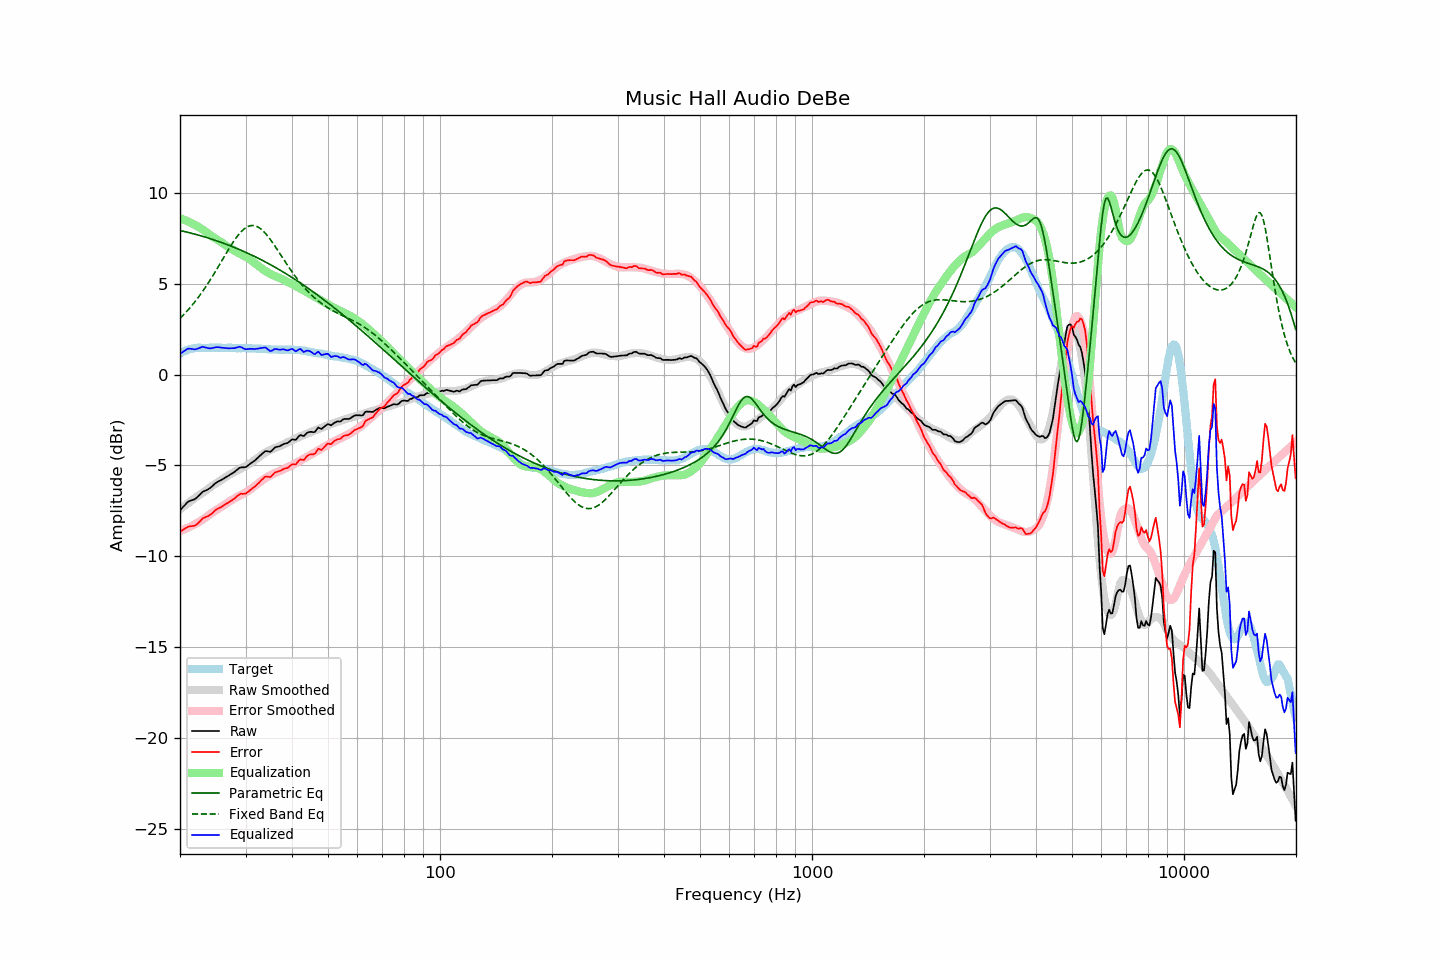 Music Hall Audio DeBe
Amplitude (dBr)
10
5
0
−5
−10
−15
−20
−25
Target
Raw Smoothed
Error Smoothed
Raw
Error
Equalization
Parametric Eq
Fixed Band Eq
Equalized
100
1000
10000
Frequency (Hz)